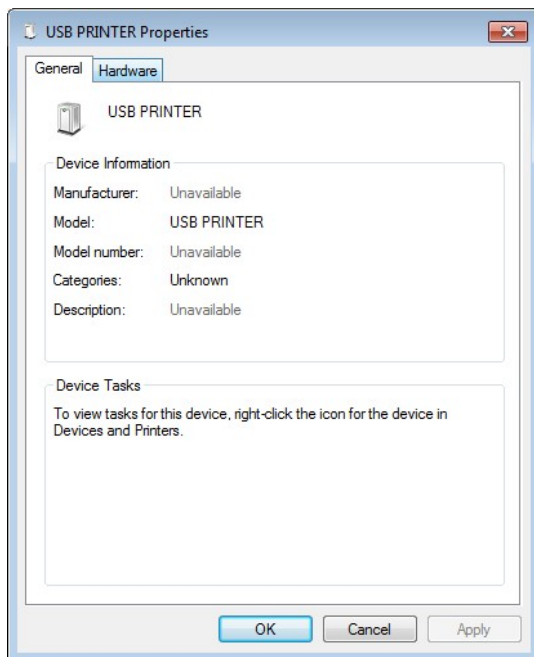 USB PRINTER Properties
General Hardware
USB PRINTER
Device Information
Manufacturer: Unavailable
Model: USB PRINTER
Model number: Unavailable
Categories: Unknown
Description: Unavailable
Device Tasks
To view tasks for this device, right-click the icon for the device in
Devices and Printers.
OK Cancel Apply